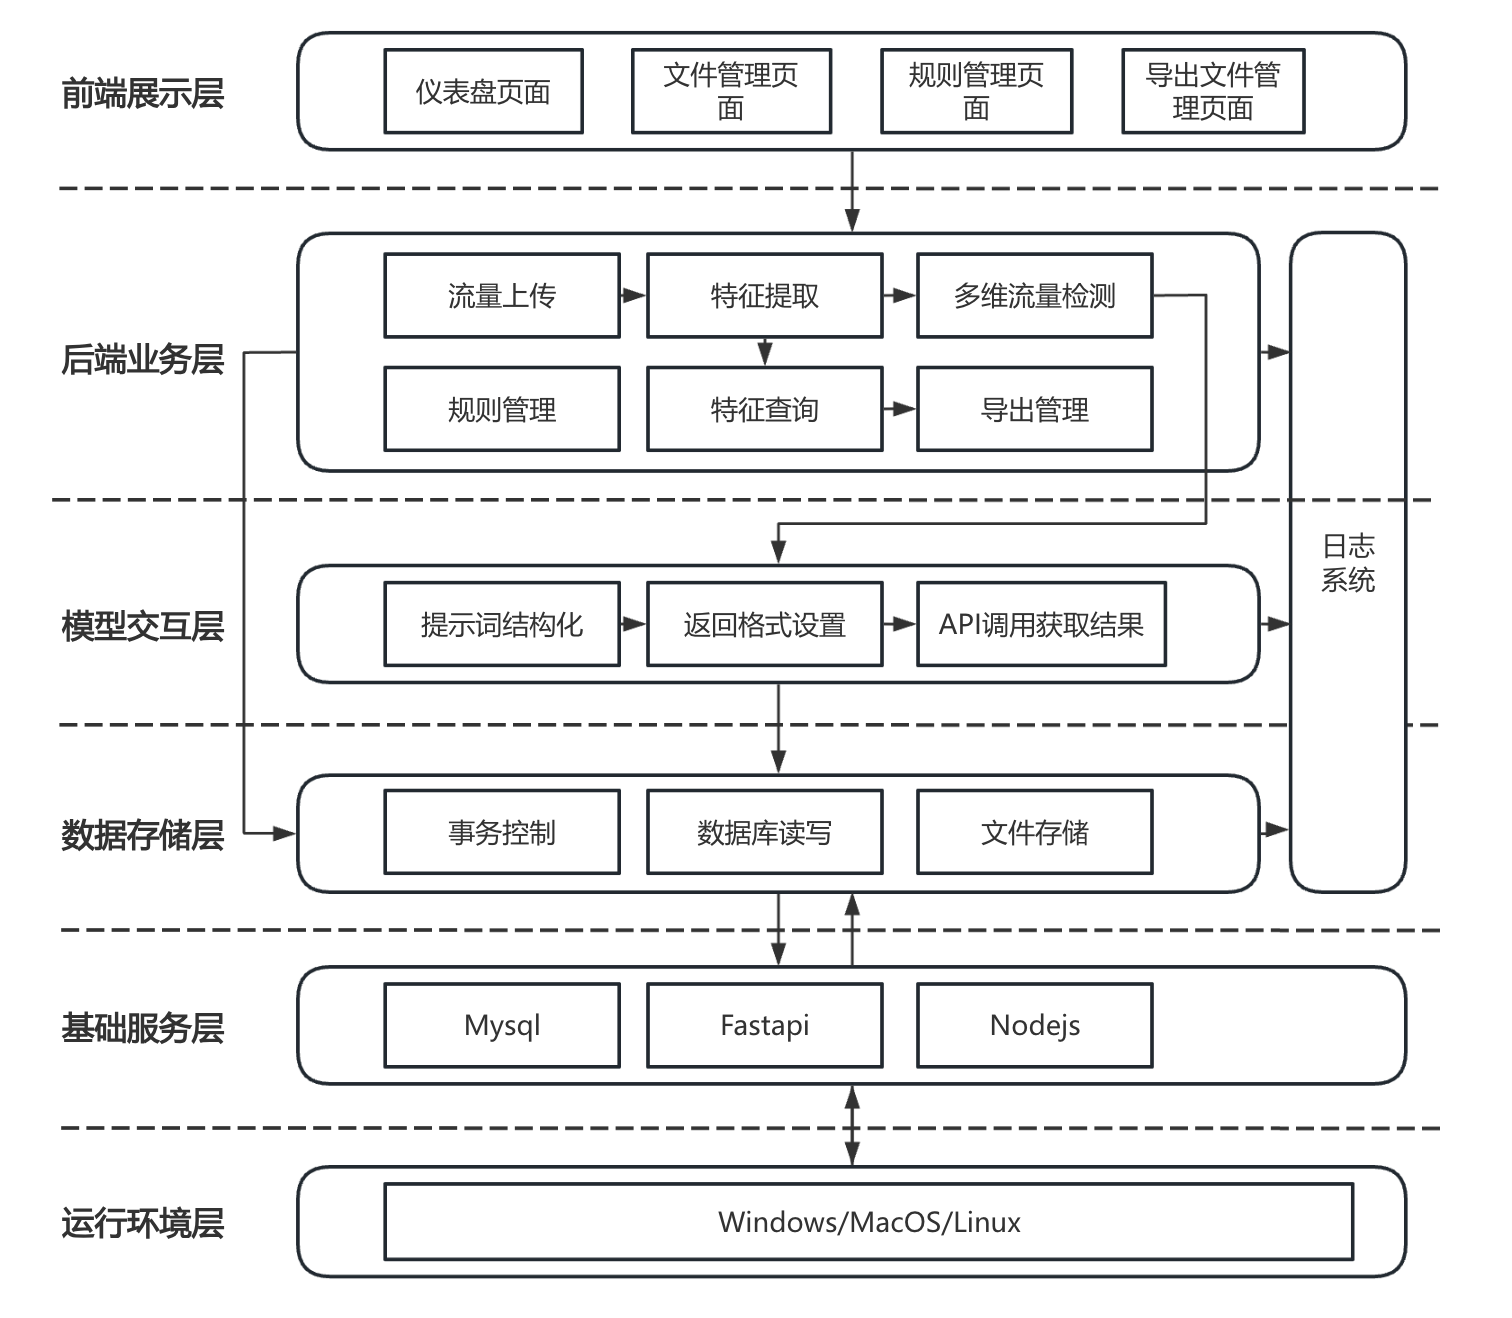 前端展示层
仪表盘页面
文件管理页
面
规则管理页
面
导出文件管
理页面
后端业务层
流量上传
特征提取
多维流量检测
规则管理
特征查询
导出管理
日志
系统
模型交互层
提示词结构化
返回格式设置
API调用获取结果
数据存储层
事务控制
数据库读写
文件存储
基础服务层
Mysql
Fastapi
Nodejs
运行环境层
Windows/MacOS/Linux